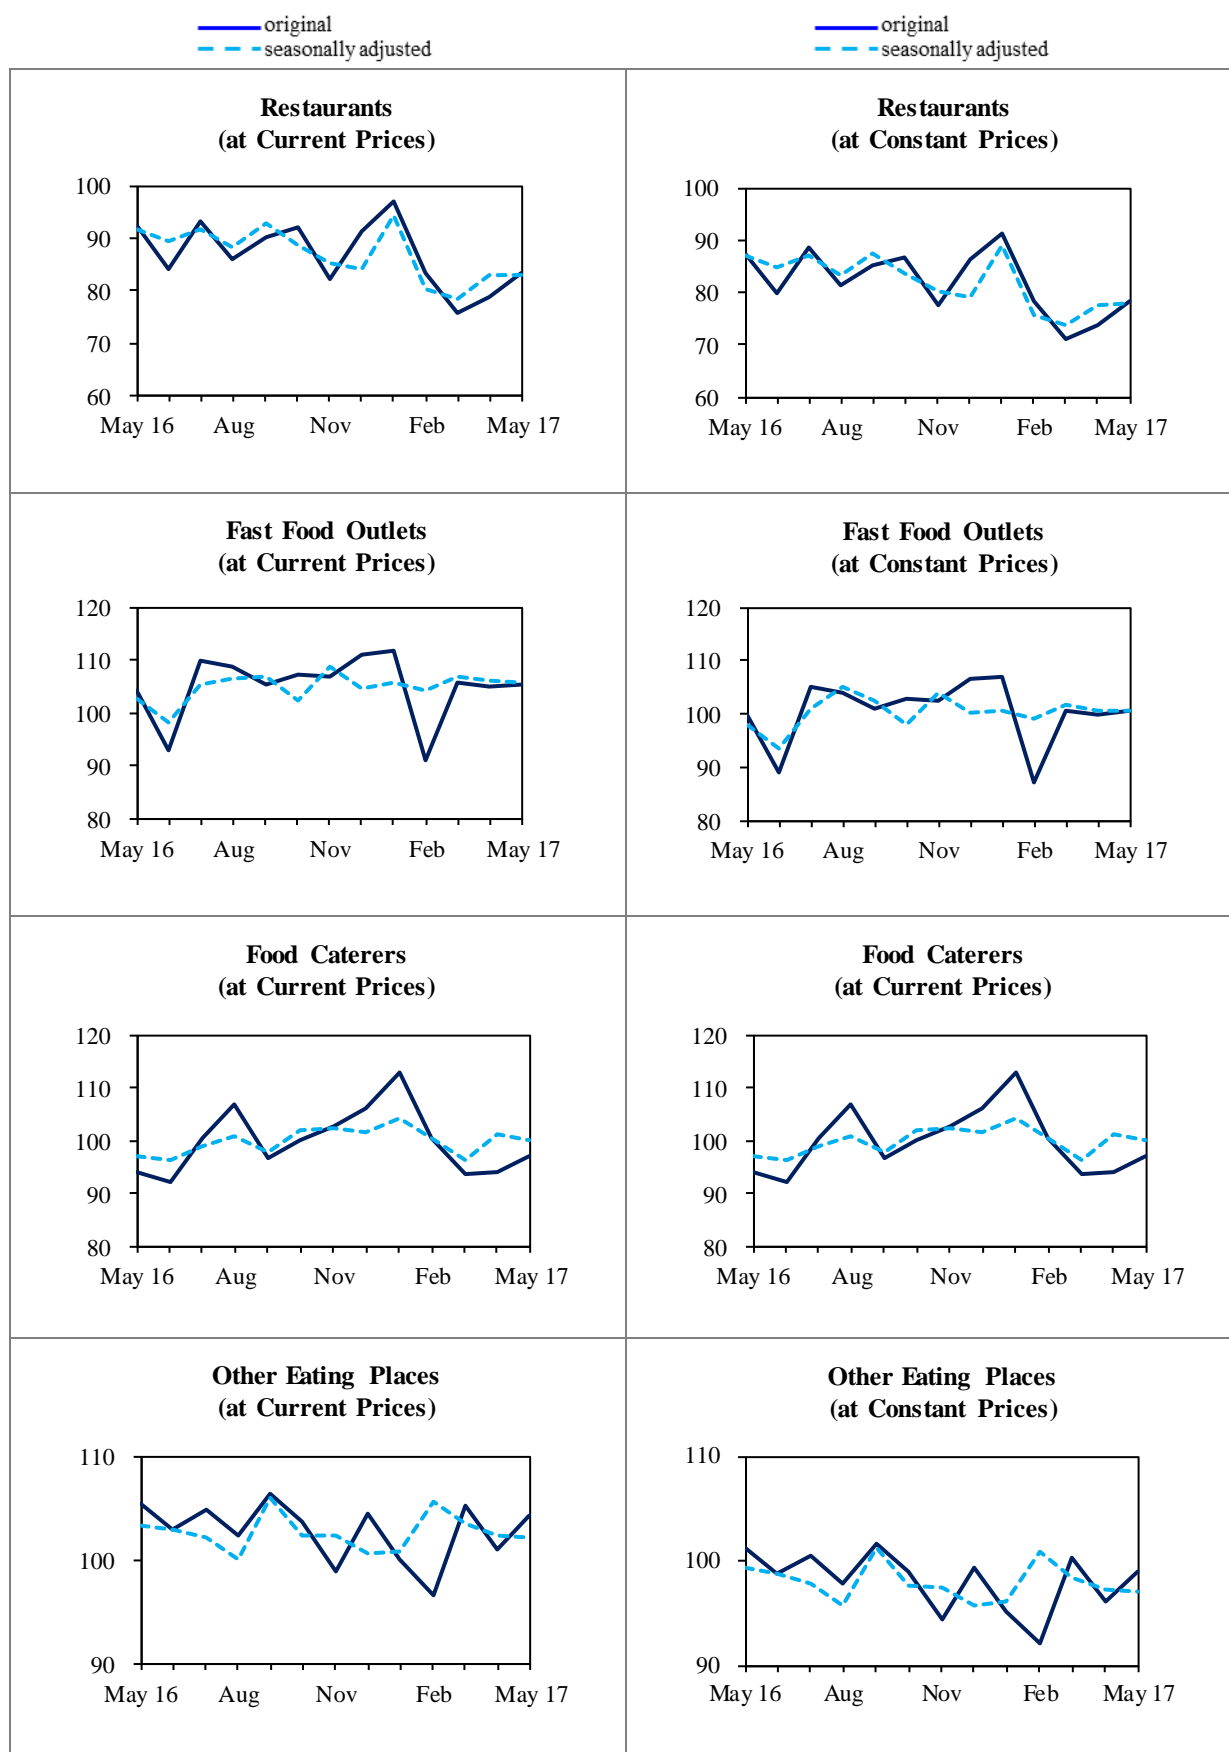 original
seasonally adjusted
original
seasonally adjusted
Restaurants
(at Current Prices)
100
90
80
70
60
May 16 Aug Nov Feb May 17
Restaurants
(at Constant Prices)
100
90
80
70
60
May 16 Aug Nov Feb May 17
Fast Food Outlets
(at Current Prices)
120
110
100
90
80
May 16 Aug Nov Feb May 17
Fast Food Outlets
(at Constant Prices)
120
110
100
90
80
May 16 Aug Nov Feb May 17
Food Caterers
(at Current Prices)
120
110
100
90
80
May 16 Aug Nov Feb May 17
Food Caterers
(at Current Prices)
120
110
100
90
80
May 16 Aug Nov Feb May 17
Other Eating Places
(at Current Prices)
110
100
90
May 16 Aug Nov Feb May 17
Other Eating Places
(at Constant Prices)
110
100
90
May 16 Aug Nov Feb May 17